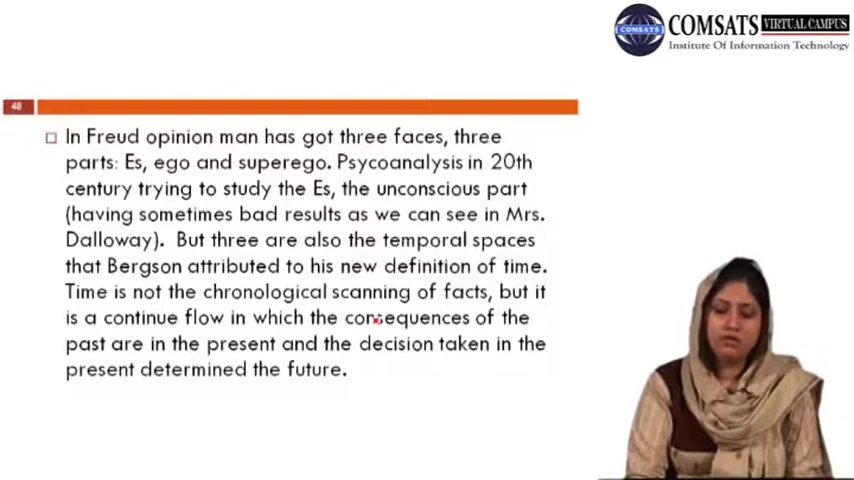 COMSATS
COMSATS VIRTUAL CAMPUS
Institute Of Information Technology
48
In Freud opinion man has got three faces, three
parts: Es, ego and superego. Psycoanalysis in 20th
century trying to study the Es, the unconscious part
(having sometimes bad results as we can see in Mrs.
Dalloway). But three are also the temporal spaces
that Bergson attributed to his new definition of time.
Time is not the chronological scanning of facts, but it
is a continue flow in which the consequences of the
past are in the present and the decision taken in the
present determined the future.